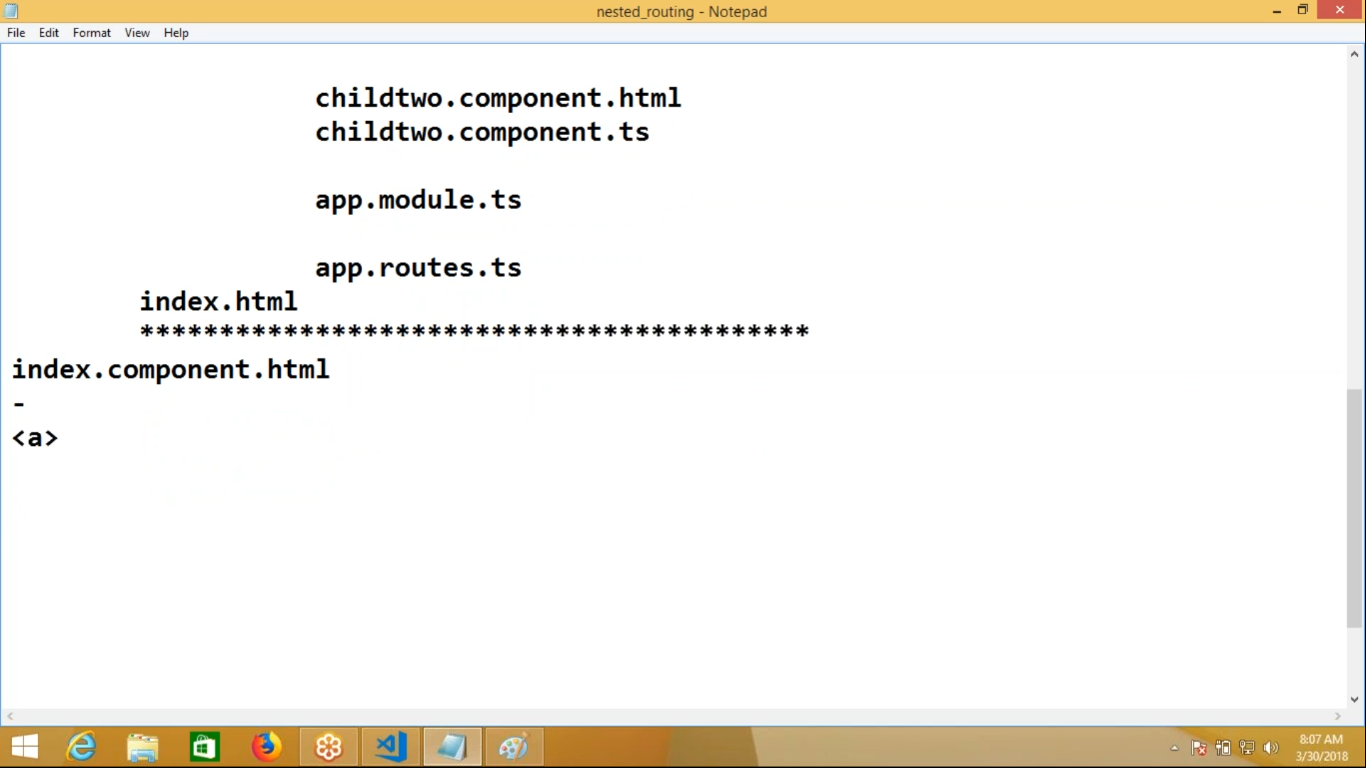 nested_routing - Notepad
File Edit Format View Help
childtwo.component.html
childtwo.component.ts
app.module.ts
app.routes.ts
index.html
******************************************
index.component.html
-
<a>
8:07 AM
3/30/2018